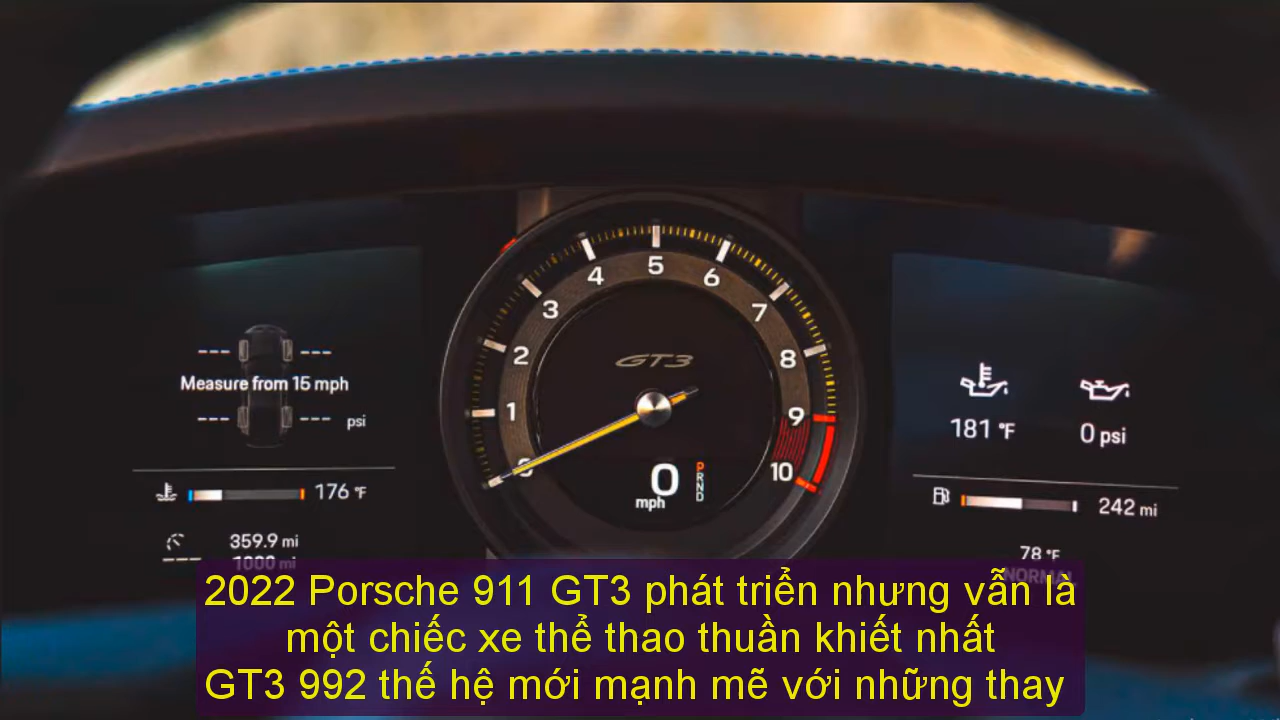 5
4
6
3
7
2
8
GT3
Measure from 15 mph
1
9
psi
181 °F
0 psi
10
0
P
R
N
D
mph
176 °F
242 mi
359.9 mi
1000 mi
78 °F
NORMAL
2022 Porsche 911 GT3 phát triển nhưng vẫn là
một chiếc xe thể thao thuần khiết nhất
GT3 992 thế hệ mới mạnh mẽ với những thay